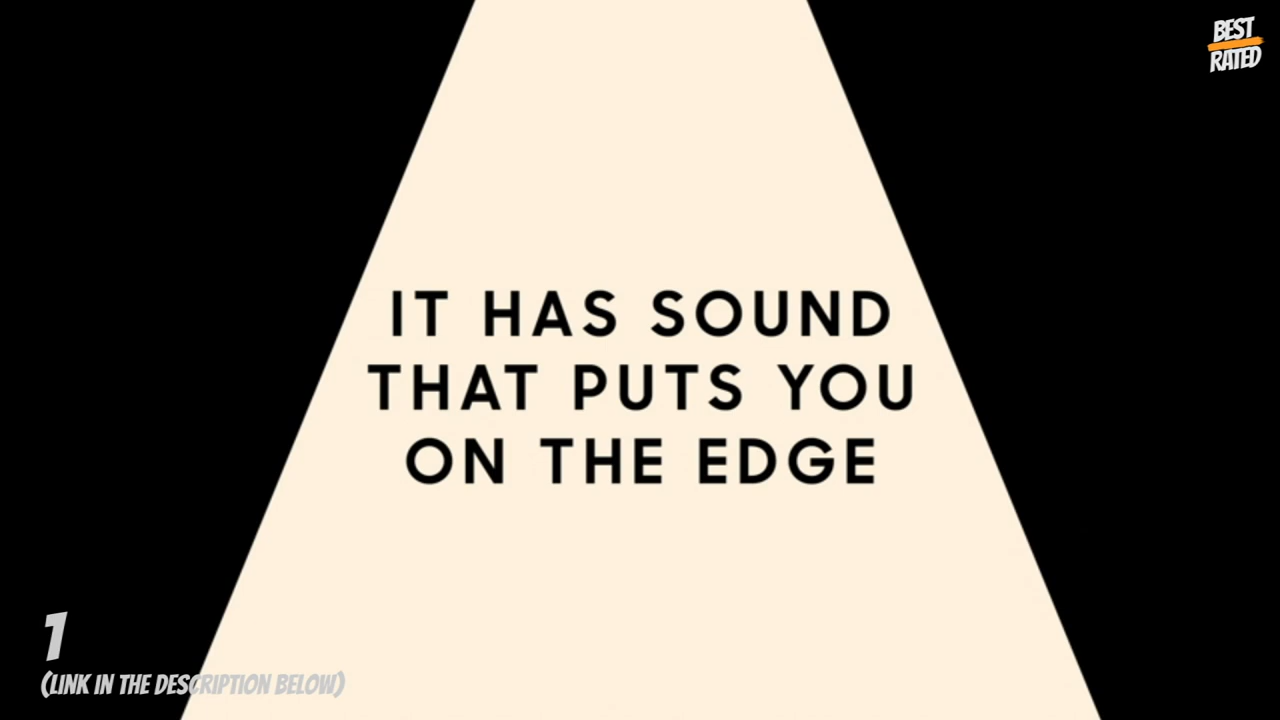 BEST
RATED
IT HAS SOUND
THAT PUTS YOU
ON THE EDGE
1
(LINK IN THE DESCRIPTION BELOW)